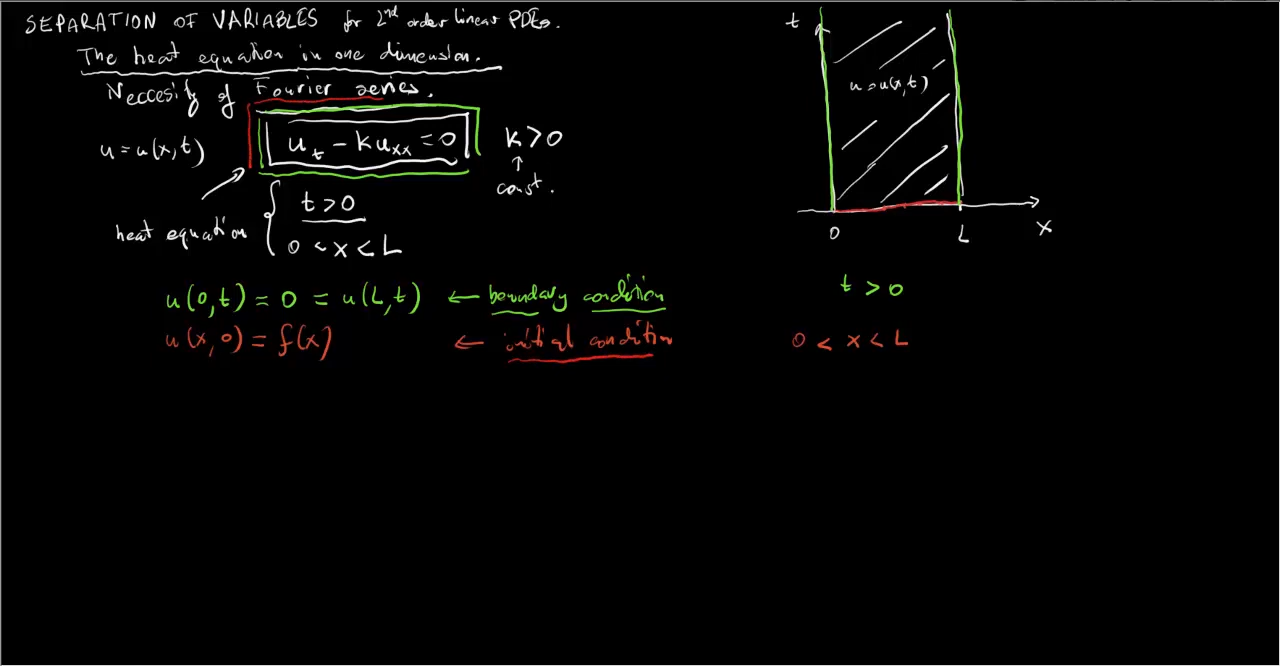 SEPARATION OF VARIABLES for 2nd order linear PDEs.
The heat equation in one dimension.
Neccesity of Fourier series.
u = u(x,t)
u_t - k u_xx = 0
k > 0
↑
const.
heat equation
t > 0
0 < x < L
u(0,t) = 0 = u(L,t) ← boundary condition
t > 0
u(x,0) = f(x) ← initial condition
0 < x < L
t
u = u(x,t)
0
L
x